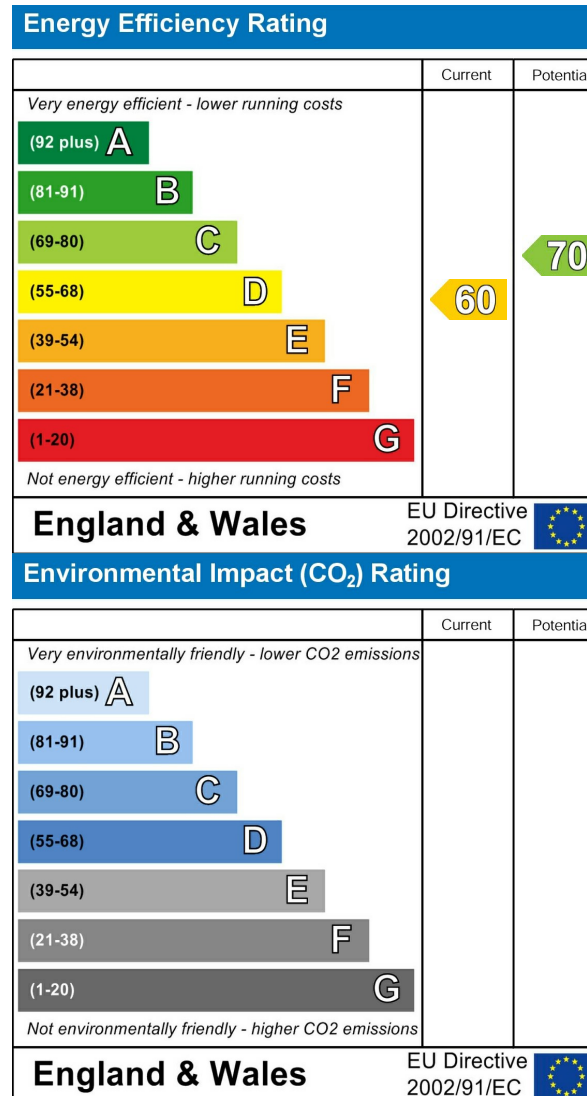 Energy Efficiency Rating
Current Potentia
Very energy efficient - lower running costs
(92 plus) A
(81-91) B
(69-80) C
70
(55-68) D
60
(39-54) E
(21-38) F
(1-20) G
Not energy efficient - higher running costs
England & Wales
EU Directive
2002/91/EC
Environmental Impact (CO₂) Rating
Current Potentia
Very environmentally friendly - lower CO2 emissions
(92 plus) A
(81-91) B
(69-80) C
(55-68) D
(39-54) E
(21-38) F
(1-20) G
Not environmentally friendly - higher CO2 emissions
England & Wales
EU Directive
2002/91/EC